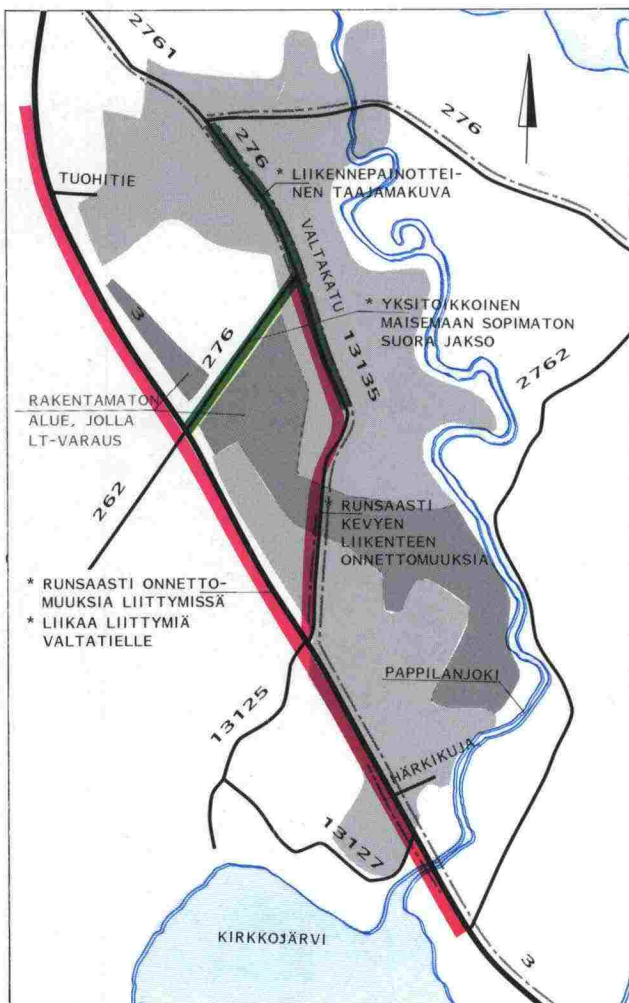 2761
276
276
TUOHITIE
* LIIKENNEPAINOTTEI-
NEN TAAJAMAKUVA
VALTAKATU
* YKSITOIKKOINEN
MAISEMAAN SOPIMATON
SUORA JAKSO
3
276
13135
2762
RAKENTAMATON
ALUE, JOLLA
LT-VARAUS
262
* RUNSAASTI
KEVYEN
LIIKENTEEN
ONNETTOMUUKSIA
* RUNSAASTI ONNETTO-
MUUKSIA LIITTYMISSÄ
* LIIKAA LIITTYMIÄ
VALTATIELLE
PAPPILANJOKI
13125
HÄRKIKUJA
13127
KIRKKOJÄRVI
3